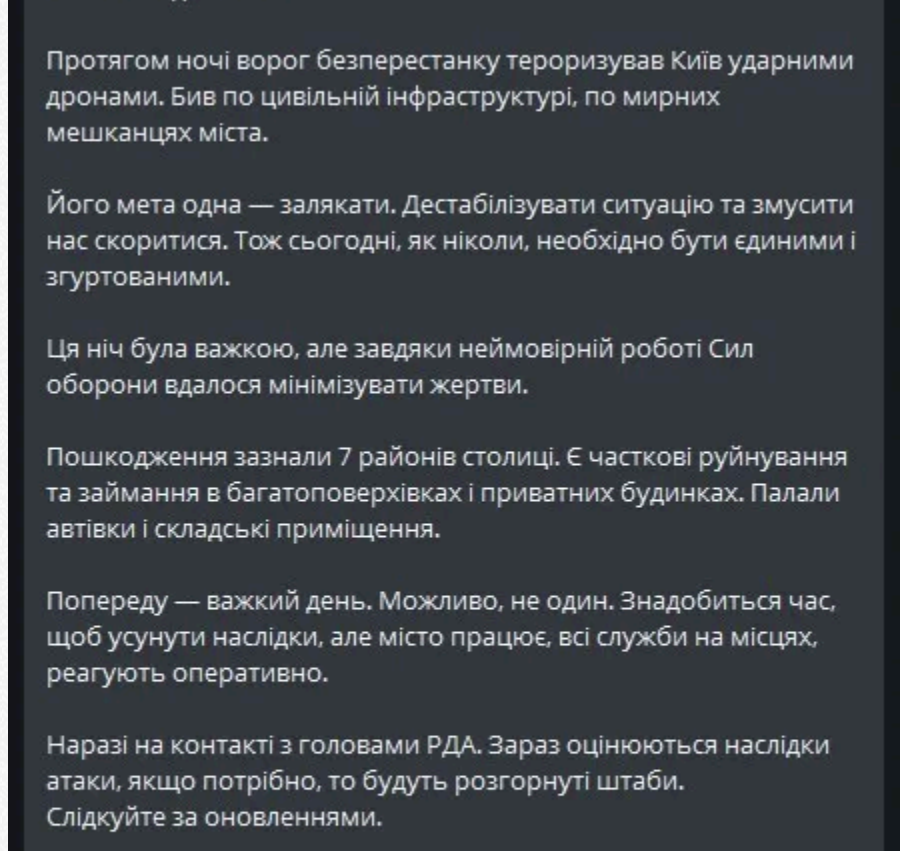 Протягом ночі ворог безперестанку тероризував Київ ударними
дронами. Бив по цивільній інфраструктурі, по мирних
мешканцях міста.
Його мета одна — залякати. Дестабілізувати ситуацію та змусити
нас скоритися. Тож сьогодні, як ніколи, необхідно бути єдиними і
згуртованими.
Ця ніч була важкою, але завдяки неймовірній роботі Сил
оборони вдалося мінімізувати жертви.
Пошкодження зазнали 7 районів столиці. Є часткові руйнування
та займання в багатоповерхівках і приватних будинках. Палали
автівки і складські приміщення.
Попереду — важкий день. Можливо, не один. Знадобиться час,
щоб усунути наслідки, але місто працює, всі служби на місцях,
реагують оперативно.
Наразі на контакті з головами РДА. Зараз оцінюються наслідки
атаки, якщо потрібно, то будуть розгорнуті штаби.
Слідкуйте за оновленнями.